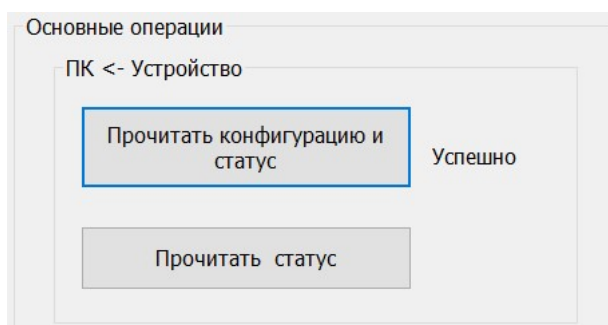 Основные операции
ПК <- Устройство
Прочитать конфигурацию и
статус
Успешно
Прочитать  статус